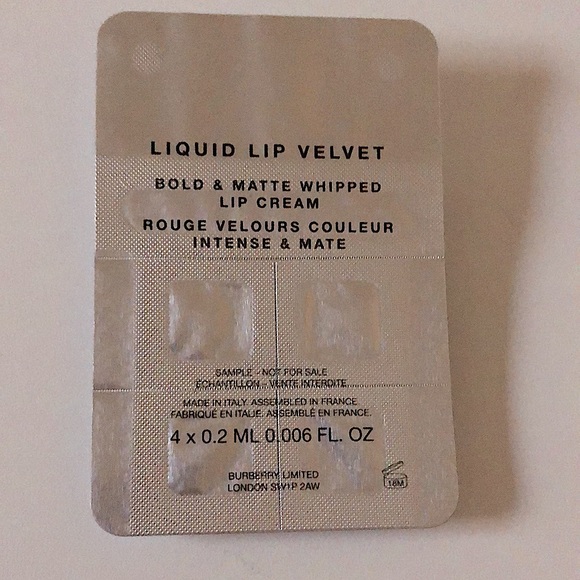 LIQUID LIP VELVET
BOLD & MATTE WHIPPED
LIP CREAM
ROUGE VELOURS COULEUR
INTENSE & MATE
SAMPLE - NOT FOR SALE
ÉCHANTILLON - VENTE INTERDITE
MADE IN ITALY. ASSEMBLED IN FRANCE.
FABRIQUÉ EN ITALIE. ASSEMBLÉ EN FRANCE.
4 x 0.2 ML 0.006 FL. OZ
BURBERRY LIMITED
LONDON SW1P 2AW
18M